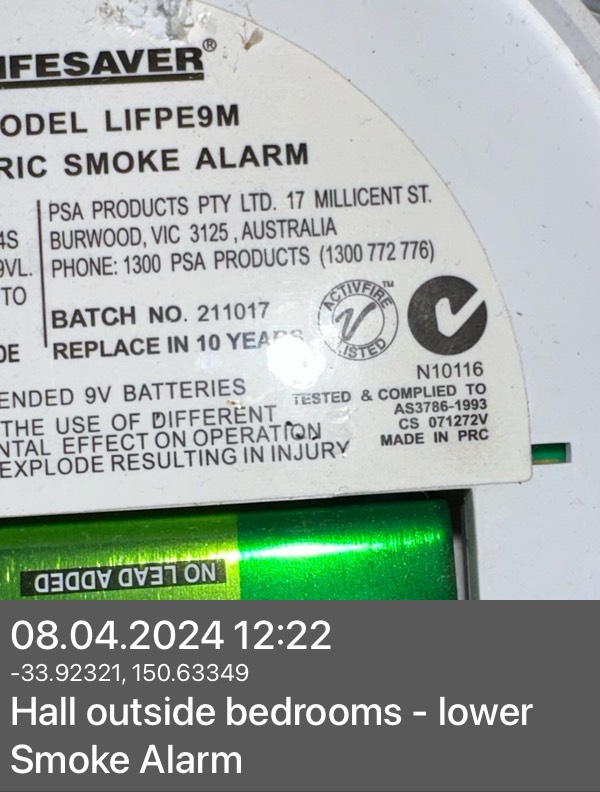 IFESAVER®
ODEL LIFPE9M
RIC SMOKE ALARM
PSA PRODUCTS PTY LTD. 17 MILLICENT ST.
4S BURWOOD, VIC 3125 , AUSTRALIA
9VL. PHONE: 1300 PSA PRODUCTS (1300 772 776)
TO
BATCH NO. 211017
DE REPLACE IN 10 YEARS
ACTIVFIRE™
LISTED
N10116
ENDED 9V BATTERIES
THE USE OF DIFFERENT
NTAL EFFECT ON OPERATION
EXPLODE RESULTING IN INJURY
TESTED & COMPLIED TO
AS3786-1993
CS 071272V
MADE IN PRC
NO LEAD ADDED
08.04.2024 12:22
-33.92321, 150.63349
Hall outside bedrooms - lower
Smoke Alarm